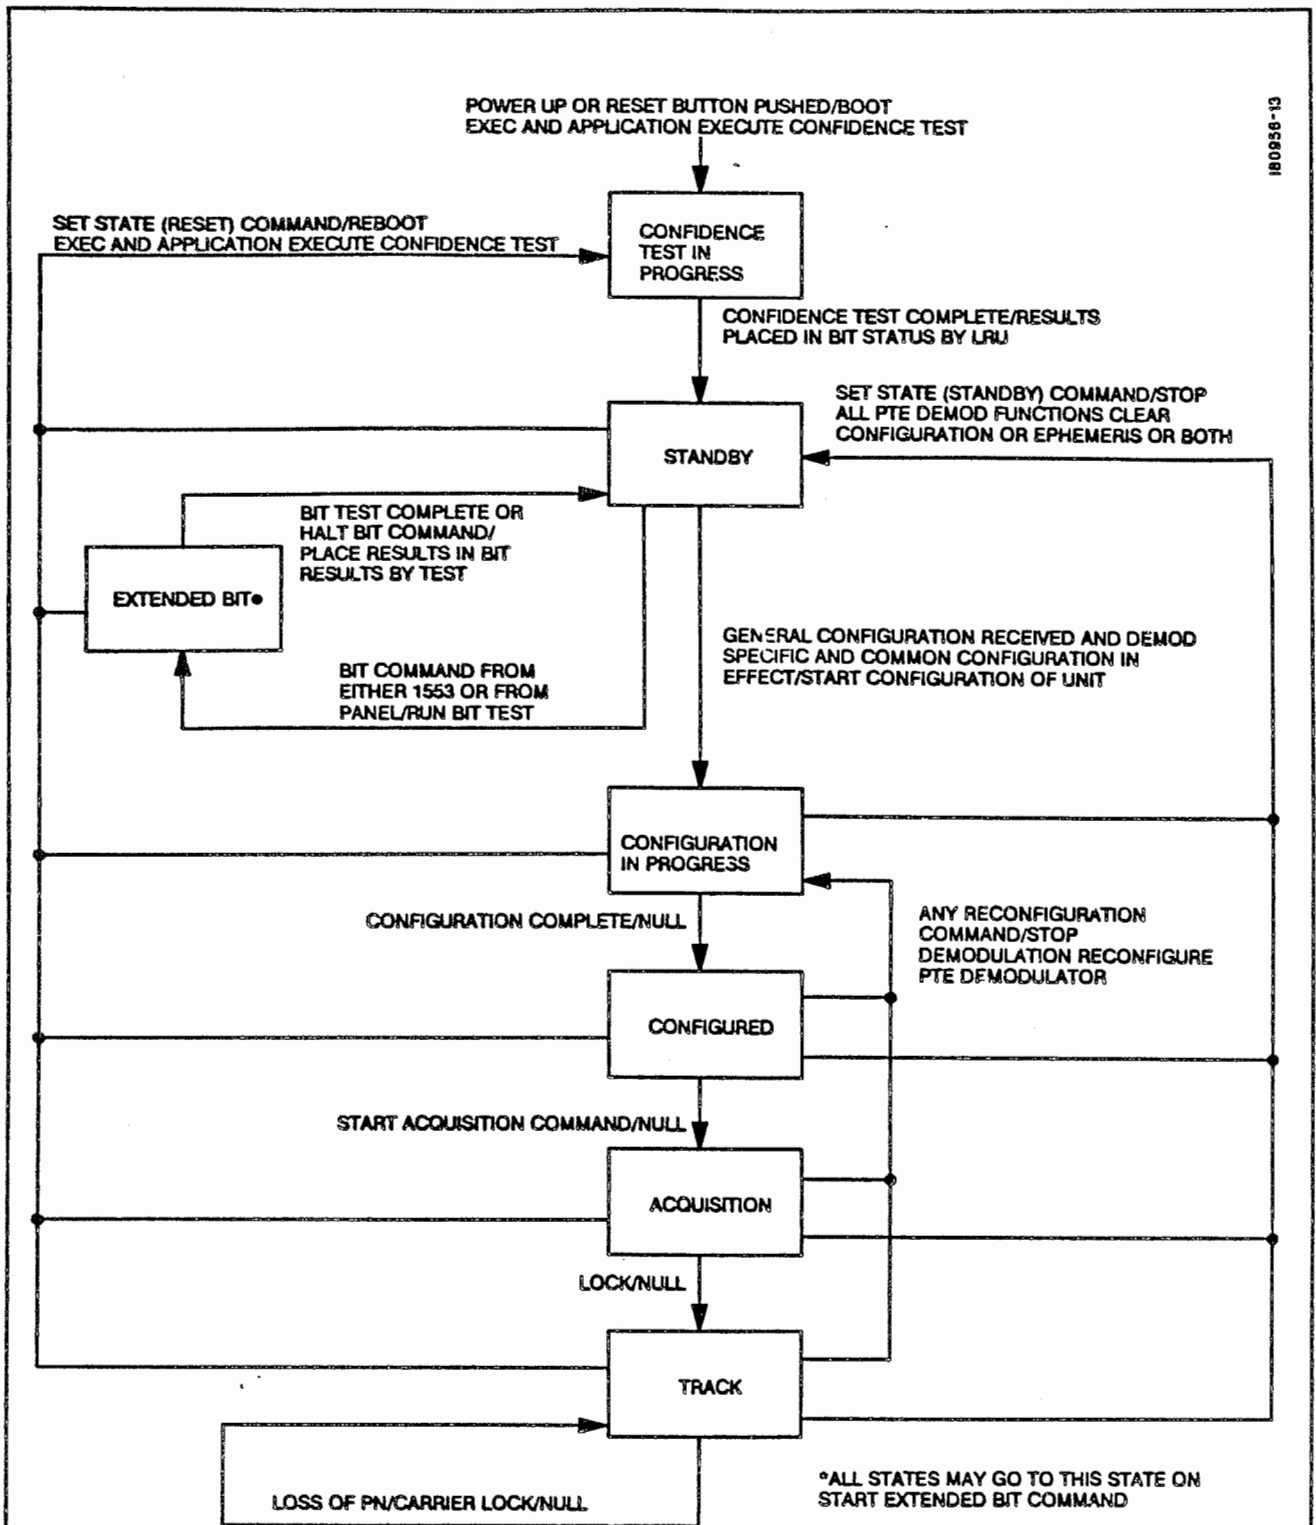 POWER UP OR RESET BUTTON PUSHED/BOOT
EXEC AND APPLICATION EXECUTE CONFIDENCE TEST
180956-13
SET STATE (RESET) COMMAND/REBOOT
EXEC AND APPLICATION EXECUTE CONFIDENCE TEST
CONFIDENCE
TEST IN
PROGRESS
CONFIDENCE TEST COMPLETE/RESULTS
PLACED IN BIT STATUS BY LRU
SET STATE (STANDBY) COMMAND/STOP
ALL PTE DEMOD FUNCTIONS CLEAR
CONFIGURATION OR EPHEMERIS OR BOTH
STANDBY
BIT TEST COMPLETE OR
HALT BIT COMMAND/
PLACE RESULTS IN BIT
RESULTS BY TEST
EXTENDED BIT*
BIT COMMAND FROM
EITHER 1553 OR FROM
PANEL/RUN BIT TEST
GENERAL CONFIGURATION RECEIVED AND DEMOD
SPECIFIC AND COMMON CONFIGURATION IN
EFFECT/START CONFIGURATION OF UNIT
CONFIGURATION
IN PROGRESS
CONFIGURATION COMPLETE/NULL
ANY RECONFIGURATION
COMMAND/STOP
DEMODULATION RECONFIGURE
PTE DEMODULATOR
CONFIGURED
START ACQUISITION COMMAND/NULL
ACQUISITION
LOCK/NULL
TRACK
LOSS OF PN/CARRIER LOCK/NULL
*ALL STATES MAY GO TO THIS STATE ON
START EXTENDED BIT COMMAND